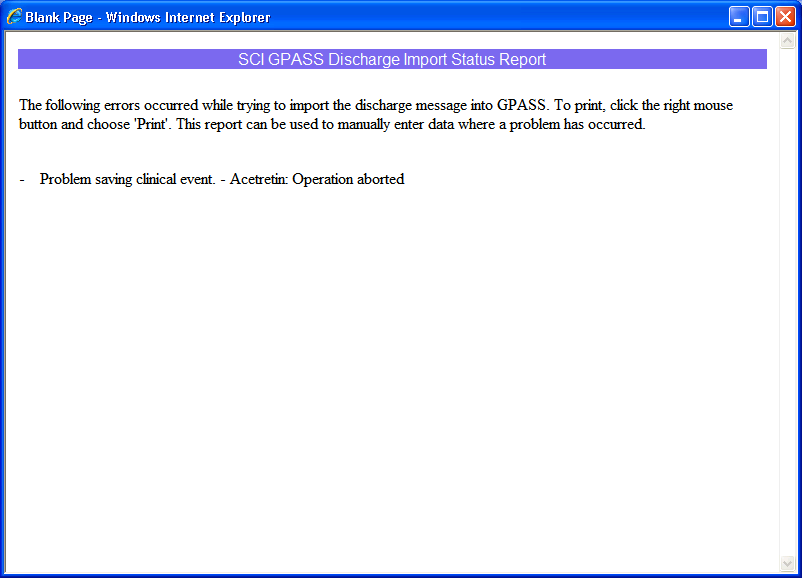 Blank Page - Windows Internet Explorer
SCI GPASS Discharge Import Status Report
The following errors occurred while trying to import the discharge message into GPASS. To print, click the right mouse
button and choose 'Print'. This report can be used to manually enter data where a problem has occurred.
- Problem saving clinical event. - Acetretin: Operation aborted